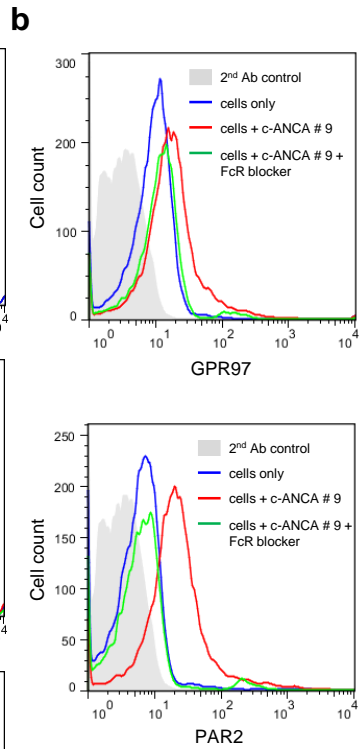 b
300
200
100
0
Cell count
2nd Ab control
cells only
cells + c-ANCA # 9
cells + c-ANCA # 9 +
FcR blocker
10^0 10^1 10^2 10^3 10^4
GPR97
4
250
200
150
100
50
0
Cell count
2nd Ab control
cells only
cells + c-ANCA # 9
cells + c-ANCA # 9 +
FcR blocker
10^0 10^1 10^2 10^3 10^4
PAR2
4